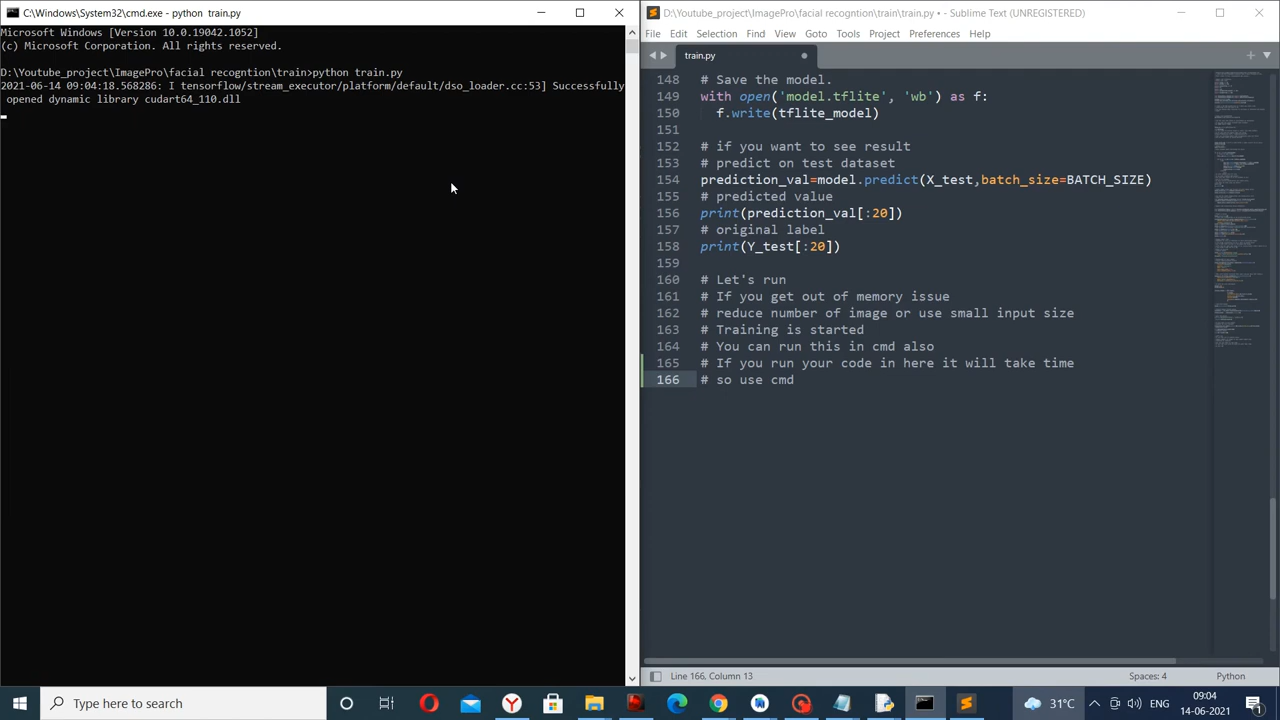 C:\Windows\System32\cmd.exe - python train.py
Microsoft Windows [Version 10.0.19042.1052]
(c) Microsoft Corporation. All rights reserved.
D:\Youtube_project\ImagePro\facial recogntion\train>python train.py
2021-06-14 09:04:18.568286: I tensorflow/stream_executor/platform/default/dso_loader.cc:53] Successfully
opened dynamic library cudart64_110.dll
D:\Youtube_project\ImagePro\facial recogntion\train\train.py • - Sublime Text (UNREGISTERED)
File Edit Selection Find View Goto Tools Project Preferences Help
train.py
148 # Save the model.
149 with open('model.tflite', 'wb') as f:
150 f.write(tflite_model)
151
152 # if you want to see result
153 # predict on test dataset
154 prediction_val=model.predict(X_test,batch_size=BATCH_SIZE)
155 # predicted value
156 print(prediction_val[:20])
157 # original label
158 print(Y_test[:20])
159
160 # Let's run
161 # If you get out of memory issue
162 # reduce number of image or use small input size
163 # Training is started
164 # You can run this in cmd also
165 # If you run your code in here it will take time
166 # so use cmd
Line 166, Column 13
Spaces: 4
Python
Type here to search
31°C
ENG
09:04
14-06-2021